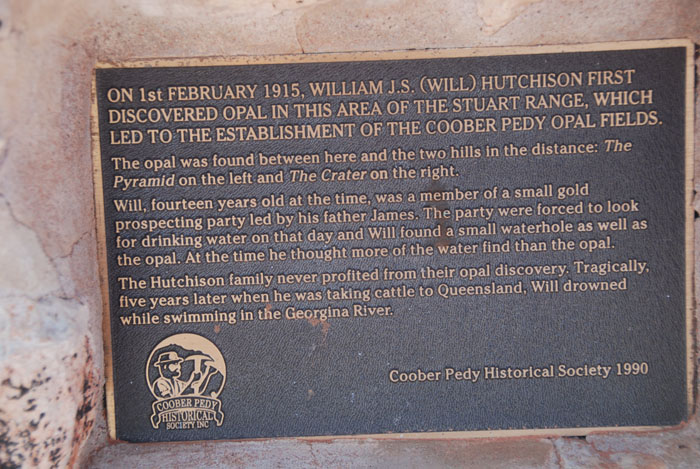 ON 1st FEBRUARY 1915, WILLIAM J.S. (WILL) HUTCHISON FIRST
DISCOVERED OPAL IN THIS AREA OF THE STUART RANGE, WHICH
LED TO THE ESTABLISHMENT OF THE COOBER PEDY OPAL FIELDS.
The opal was found between here and the two hills in the distance: The
Pyramid on the left and The Crater on the right.
Will, fourteen years old at the time, was a member of a small gold
prospecting party led by his father James. The party were forced to look
for drinking water on that day and Will found a small waterhole as well as
the opal. At the time he thought more of the water find than the opal.
The Hutchison family never profited from their opal discovery. Tragically,
five years later when he was taking cattle to Queensland, Will drowned
while swimming in the Georgina River.
COOBER PEDY
HISTORICAL
SOCIETY INC
Coober Pedy Historical Society 1990